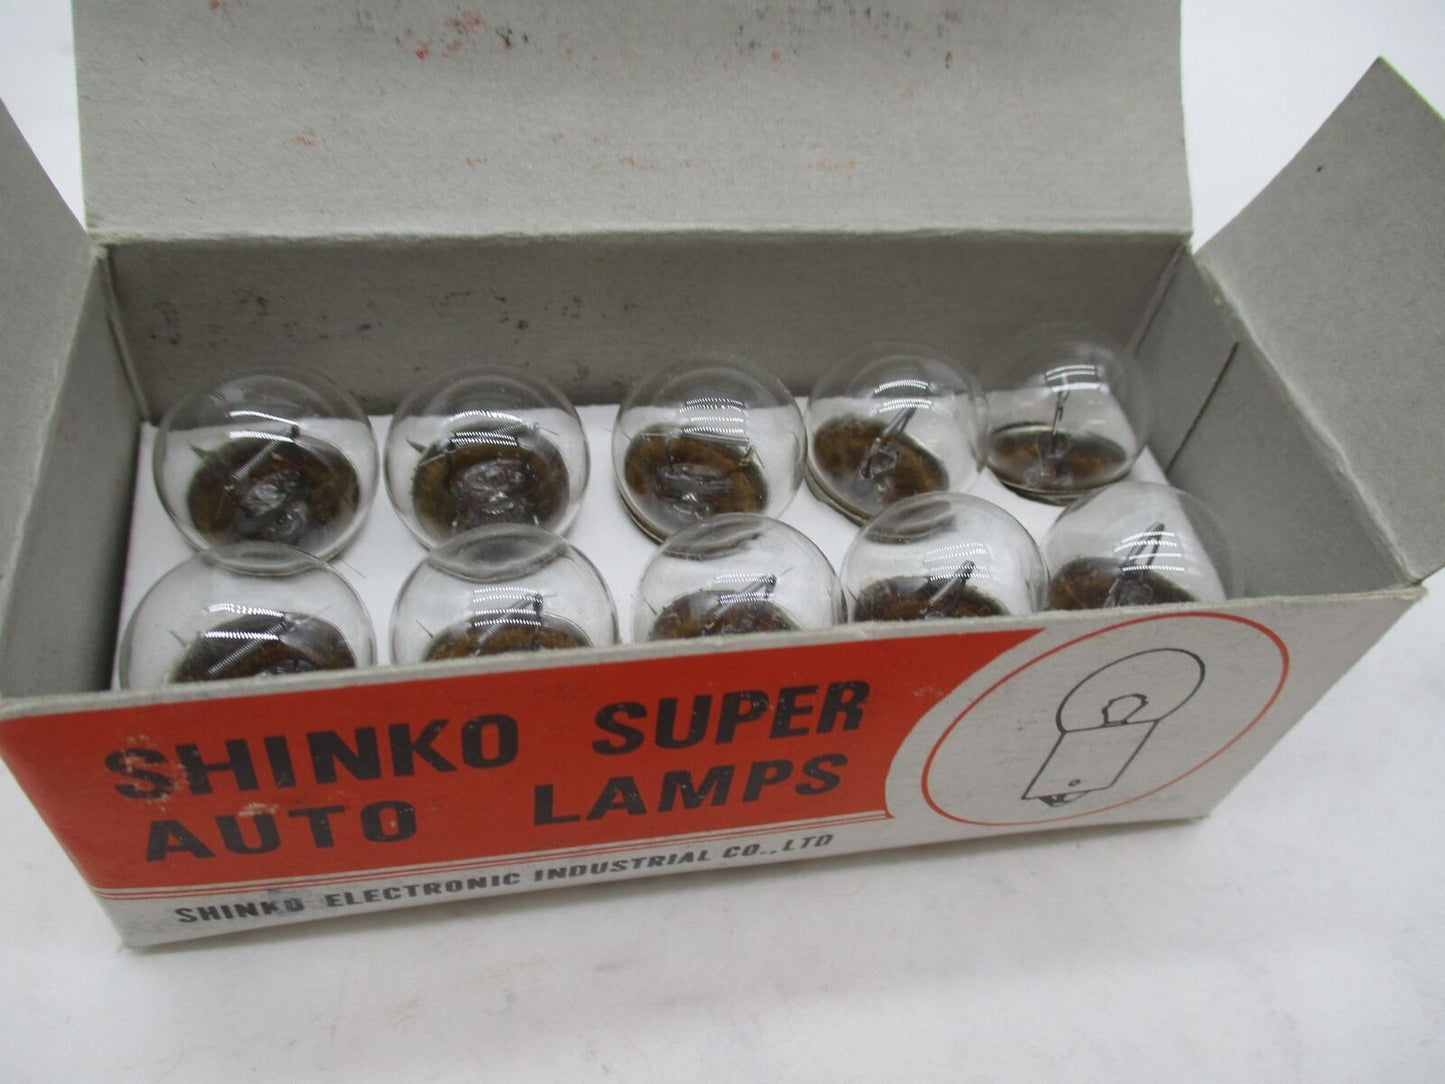 SHINKO SUPER
AUTO LAMPS
SHINKO ELECTRONIC INDUSTRIAL CO.,LTD